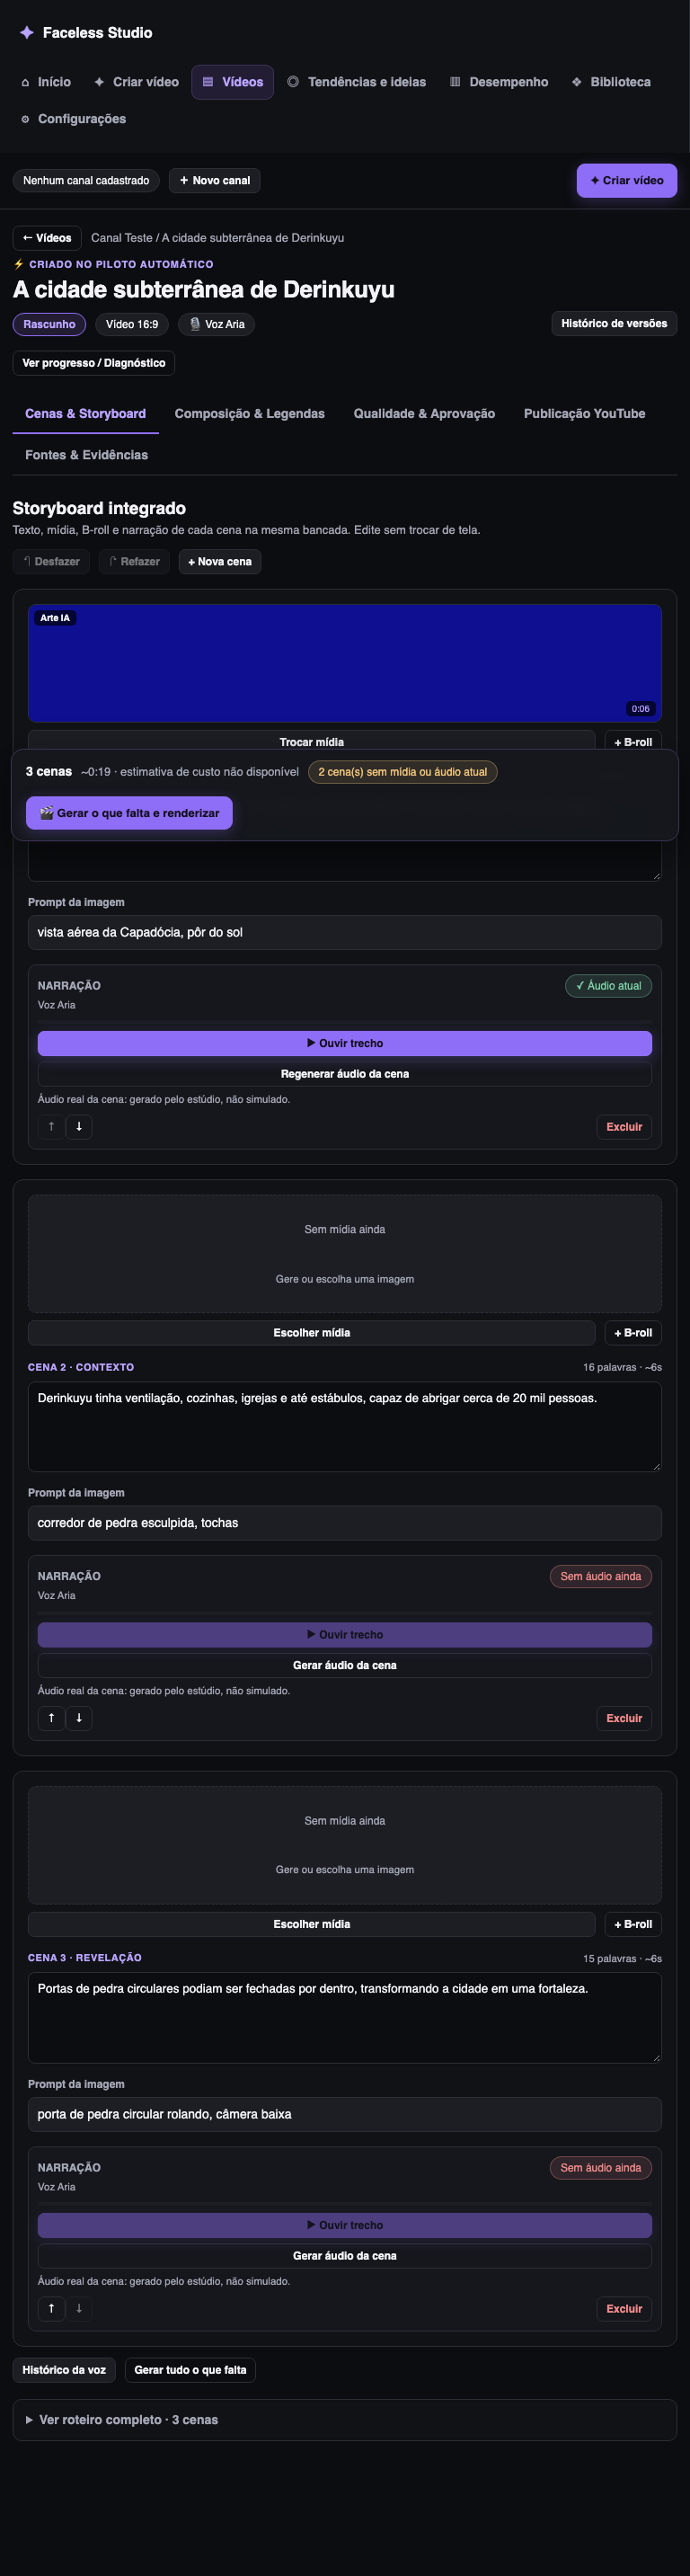 Faceless Studio
Início
Criar vídeo
Vídeos
Tendências e ideias
Desempenho
Biblioteca
Configurações
Nenhum canal cadastrado
+ Novo canal
✦ Criar vídeo
← Vídeos
Canal Teste / A cidade subterrânea de Derinkuyu
⚡ CRIADO NO PILOTO AUTOMÁTICO
A cidade subterrânea de Derinkuyu
Rascunho
Vídeo 16:9
🎙️ Voz Aria
Histórico de versões
Ver progresso / Diagnóstico
Cenas & Storyboard
Composição & Legendas
Qualidade & Aprovação
Publicação YouTube
Fontes & Evidências
Storyboard integrado
Texto, mídia, B-roll e narração de cada cena na mesma bancada. Edite sem trocar de tela.
Desfazer
Refazer
+ Nova cena
Arte IA
0:06
Trocar mídia
+ B-roll
3 cenas ~0:19 · estimativa de custo não disponível
2 cena(s) sem mídia ou áudio atual
🎬 Gerar o que falta e renderizar
Prompt da imagem
vista aérea da Capadócia, pôr do sol
NARRAÇÃO
✓ Áudio atual
Voz Aria
▶ Ouvir trecho
Regenerar áudio da cena
Áudio real da cena: gerado pelo estúdio, não simulado.
↑
↓
Excluir
Sem mídia ainda
Gere ou escolha uma imagem
Escolher mídia
+ B-roll
CENA 2 · CONTEXTO
16 palavras · ~6s
Derinkuyu tinha ventilação, cozinhas, igrejas e até estábulos, capaz de abrigar cerca de 20 mil pessoas.
Prompt da imagem
corredor de pedra esculpida, tochas
NARRAÇÃO
Sem áudio ainda
Voz Aria
▶ Ouvir trecho
Gerar áudio da cena
Áudio real da cena: gerado pelo estúdio, não simulado.
↑
↓
Excluir
Sem mídia ainda
Gere ou escolha uma imagem
Escolher mídia
+ B-roll
CENA 3 · REVELAÇÃO
15 palavras · ~6s
Portas de pedra circulares podiam ser fechadas por dentro, transformando a cidade em uma fortaleza.
Prompt da imagem
porta de pedra circular rolando, câmera baixa
NARRAÇÃO
Sem áudio ainda
Voz Aria
▶ Ouvir trecho
Gerar áudio da cena
Áudio real da cena: gerado pelo estúdio, não simulado.
↑
↓
Excluir
Histórico da voz
Gerar tudo o que falta
▶ Ver roteiro completo · 3 cenas